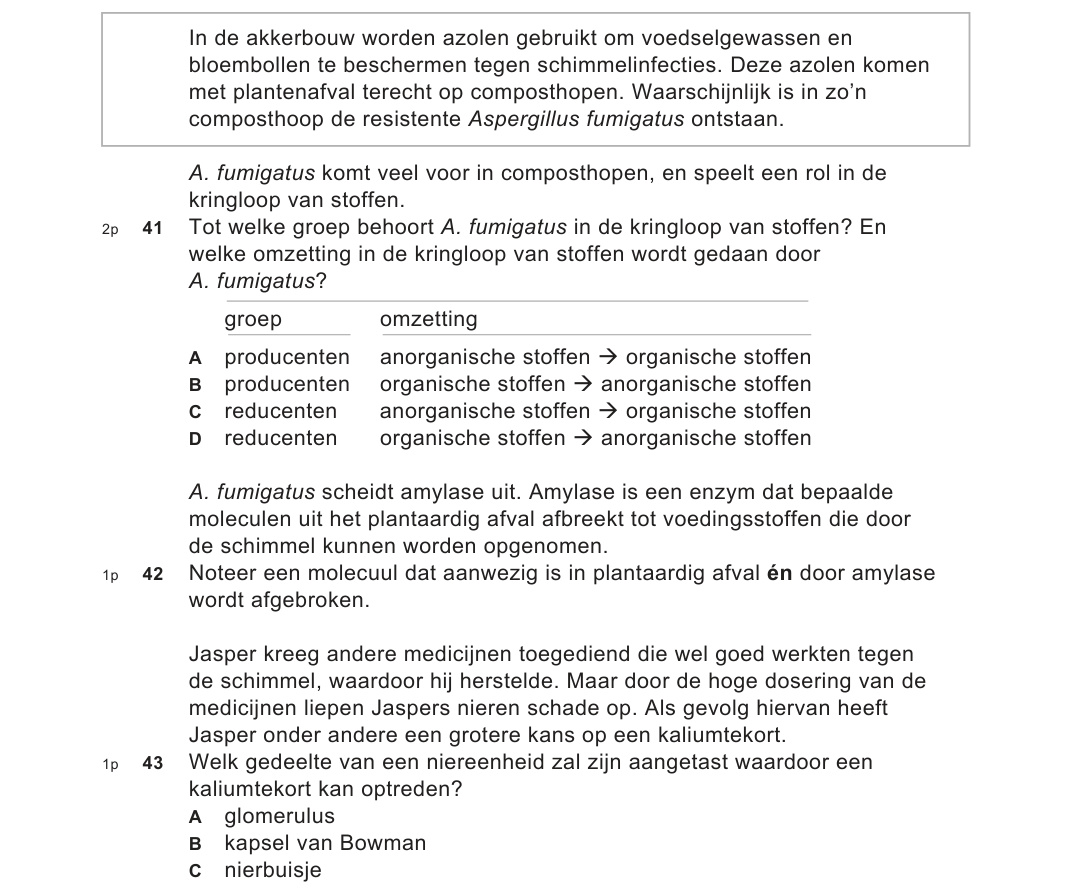 In de akkerbouw worden azolen gebruikt om voedselgewassen en
bloembollen te beschermen tegen schimmelinfecties. Deze azolen komen
met plantenafval terecht op composthopen. Waarschijnlijk is in zo'n
composthoop de resistente Aspergillus fumigatus ontstaan.
A. fumigatus komt veel voor in composthopen, en speelt een rol in de
kringloop van stoffen.
2p 41 Tot welke groep behoort A. fumigatus in de kringloop van stoffen? En
welke omzetting in de kringloop van stoffen wordt gedaan door
A. fumigatus?
groep omzetting
A producenten anorganische stoffen → organische stoffen
B producenten organische stoffen → anorganische stoffen
C reducenten anorganische stoffen → organische stoffen
D reducenten organische stoffen → anorganische stoffen
A. fumigatus scheidt amylase uit. Amylase is een enzym dat bepaalde
moleculen uit het plantaardig afval afbreekt tot voedingsstoffen die door
de schimmel kunnen worden opgenomen.
1p 42 Noteer een molecuul dat aanwezig is in plantaardig afval én door amylase
wordt afgebroken.
Jasper kreeg andere medicijnen toegediend die wel goed werkten tegen
de schimmel, waardoor hij herstelde. Maar door de hoge dosering van de
medicijnen liepen Jaspers nieren schade op. Als gevolg hiervan heeft
Jasper onder andere een grotere kans op een kaliumtekort.
1p 43 Welk gedeelte van een niereenheid zal zijn aangetast waardoor een
kaliumtekort kan optreden?
A glomerulus
B kapsel van Bowman
C nierbuisje